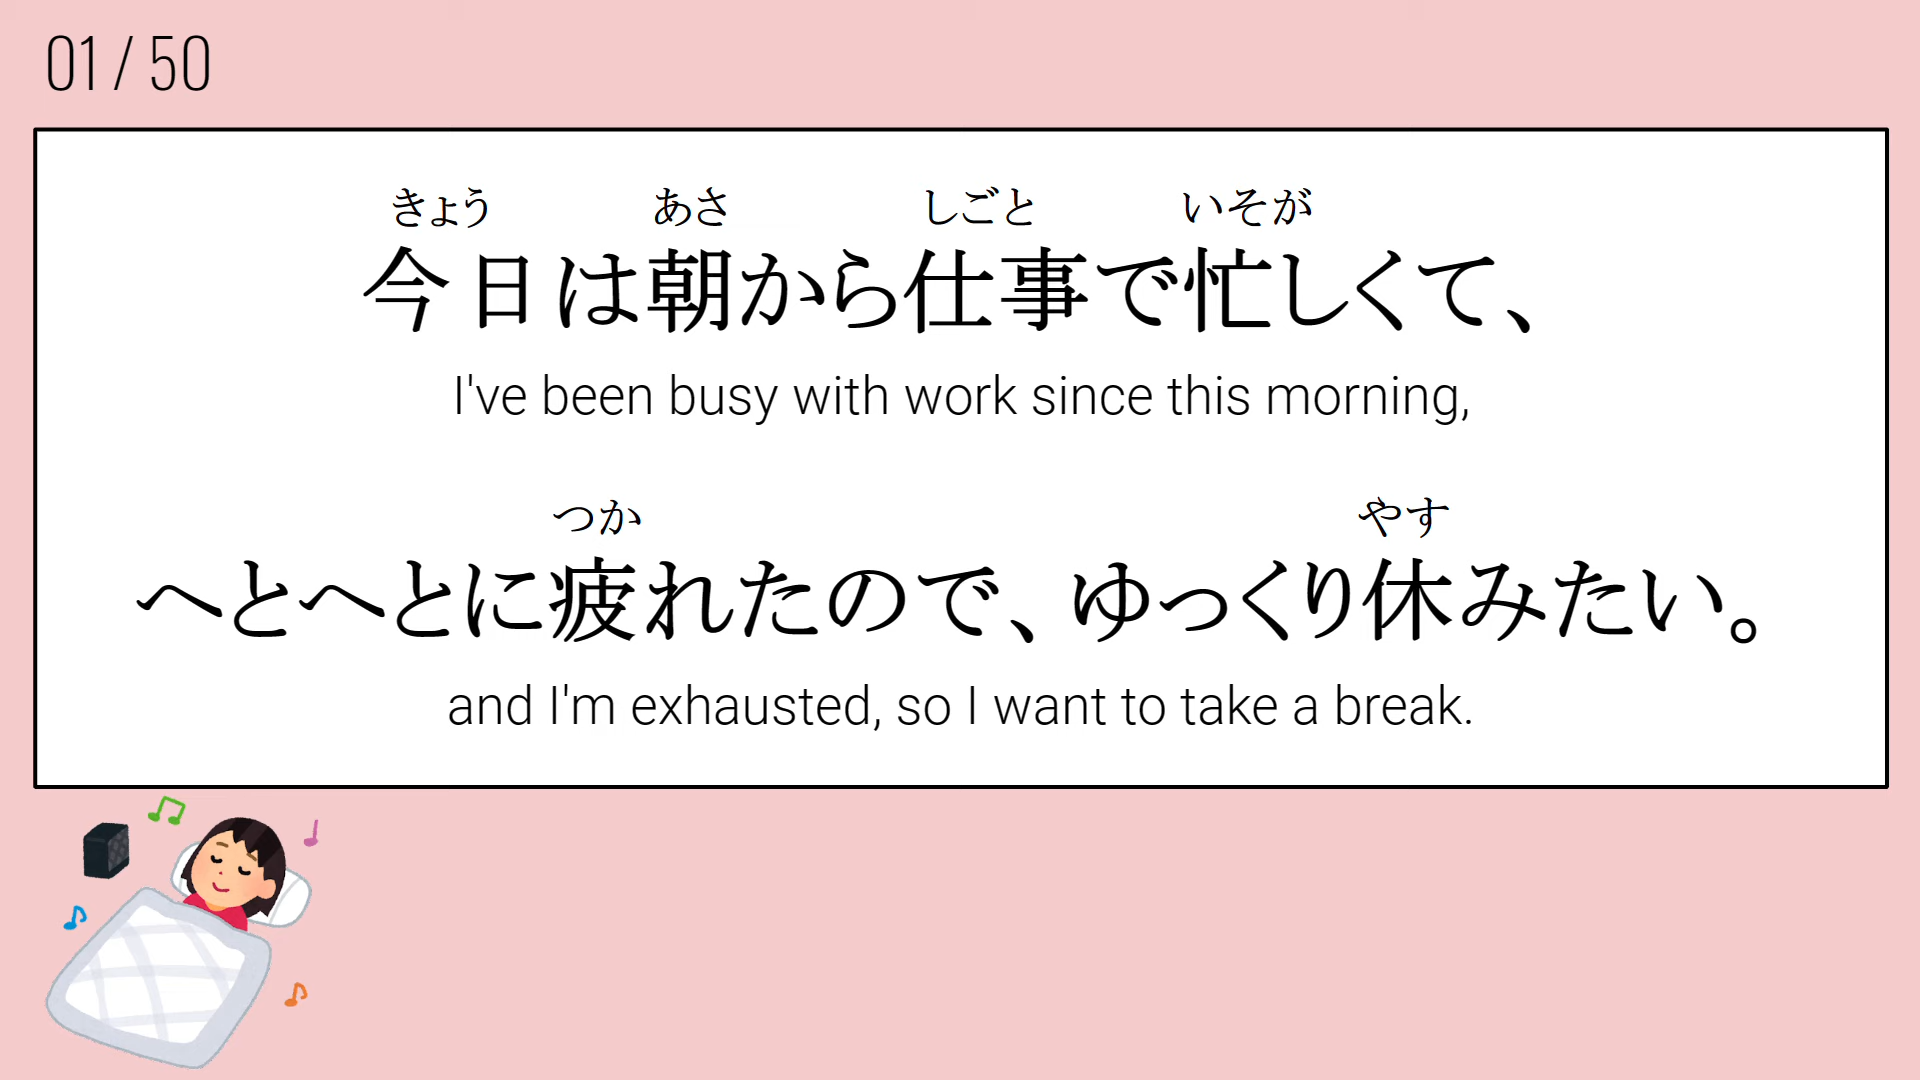 01 / 50
きょう あさ しごと いそが
今日は朝から仕事で忙しくて、
I've been busy with work since this morning,
つか やす
へとへとに疲れたので、ゆっくり休みたい。
and I'm exhausted, so I want to take a break.